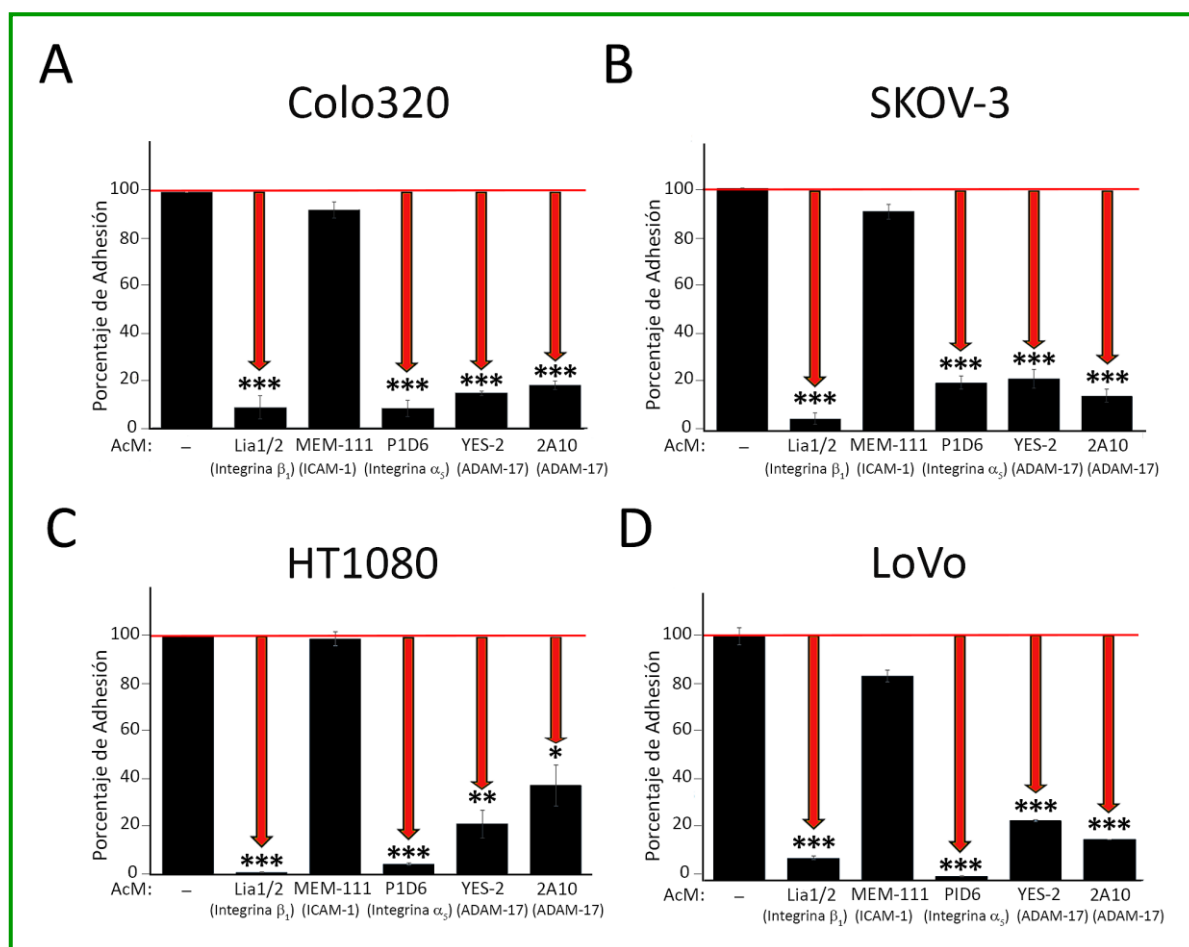 A
Colo320
Porcentaje de Adhesión
100
80
60
40
20
0
*** *** *** ***
AcM: – Lia1/2 MEM-111 P1D6 YES-2 2A10
(Integrina β1) (ICAM-1) (Integrina α5) (ADAM-17) (ADAM-17)
B
SKOV-3
Porcentaje de Adhesión
100
80
60
40
20
0
*** *** *** ***
AcM: – Lia1/2 MEM-111 P1D6 YES-2 2A10
(Integrina β1) (ICAM-1) (Integrina α5) (ADAM-17) (ADAM-17)
C
HT1080
Porcentaje de Adhesión
100
80
60
40
20
0
*** *** ** *
AcM: – Lia1/2 MEM-111 P1D6 YES-2 2A10
(Integrina β1) (ICAM-1) (Integrina α5) (ADAM-17) (ADAM-17)
D
LoVo
Porcentaje de Adhesión
100
80
60
40
20
0
*** *** *** ***
AcM: – Lia1/2 MEM-111 PID6 YES-2 2A10
(Integrina β1) (ICAM-1) (Integrina α5) (ADAM-17) (ADAM-17)